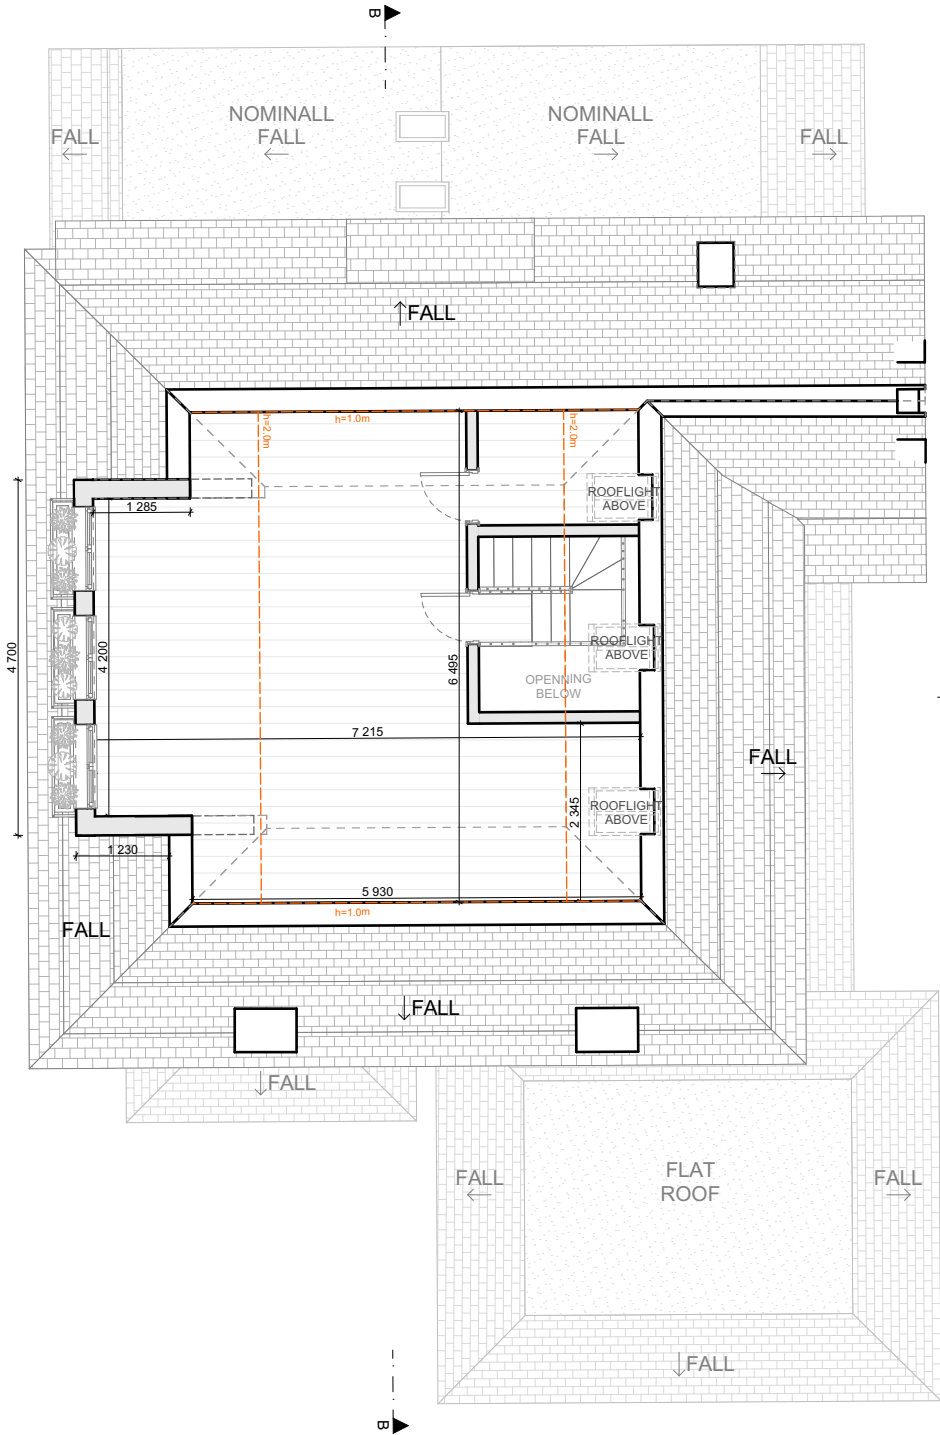 B
NOMINALL
FALL
NOMINALL
FALL
FALL
FALL
FALL
h=1.0m
h=2.0m
h=2.0m
ROOFLIGHT
ABOVE
1 285
4 700
4 200
6 495
ROOFLIGHT
ABOVE
OPENNING
BELOW
7 215
FALL
2 345
ROOFLIGHT
ABOVE
1 230
5 930
h=1.0m
FALL
FALL
FALL
FLAT
ROOF
FALL
FALL
FALL
B